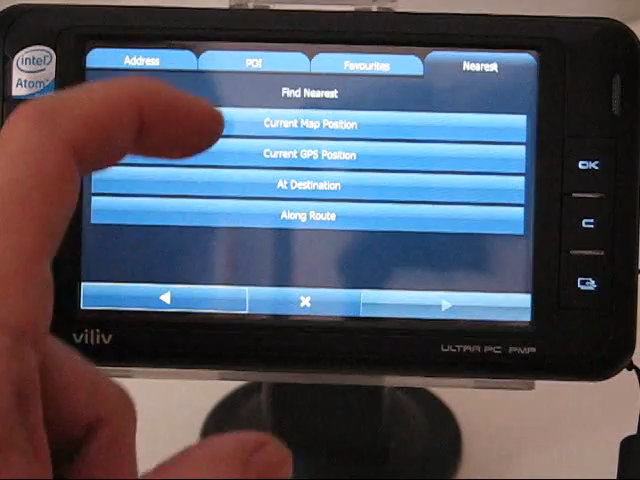 intel
Atom
Address
POI
Favourites
Nearest
Find Nearest
Current Map Position
Current GPS Position
At Destination
Along Route
OK
C
viliv
ULTRA PC PMP